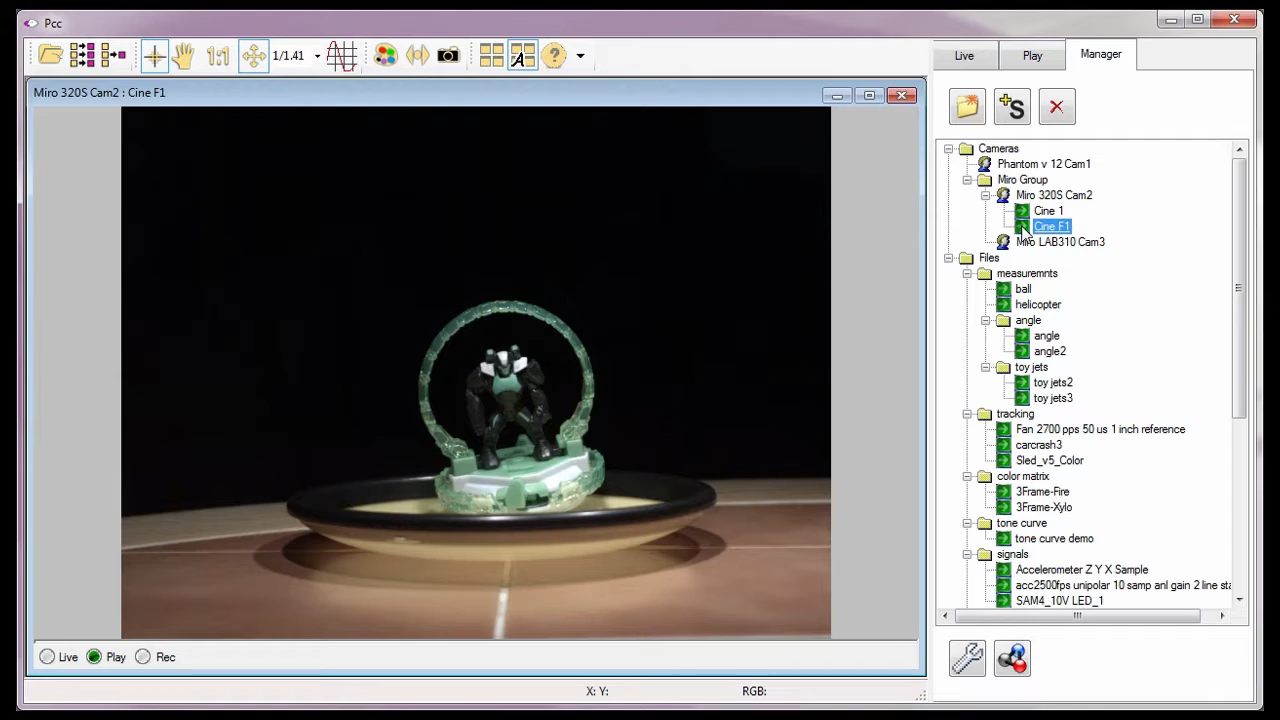 Pcc
1/1.41
A
?
Live Play Manager
Miro 320S Cam2 : Cine F1
+S
Cameras
Phantom v 12 Cam1
Miro Group
Miro 320S Cam2
Cine 1
Cine F1
Miro LAB310 Cam3
Files
measuremnts
ball
helicopter
angle
angle
angle2
toy jets
toy jets2
toy jets3
tracking
Fan 2700 pps 50 us 1 inch reference
carcrash3
Sled_v5_Color
color matrix
3Frame-Fire
3Frame-Xylo
tone curve
tone curve demo
signals
Accelerometer Z Y X Sample
acc2500fps unipolar 10 samp anl gain 2 line sta
SAM4_10V LED_1
Live Play Rec
X: Y: RGB:
1:1